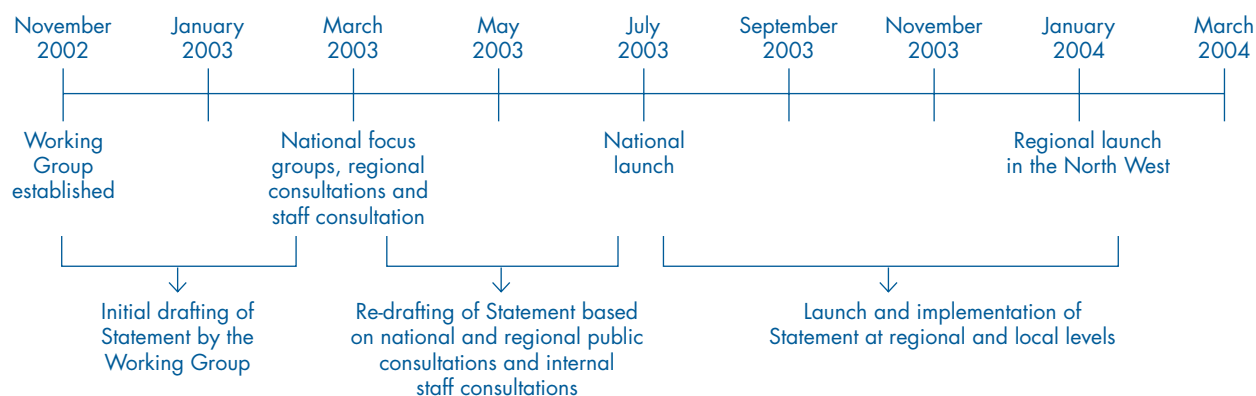 November
2002
January
2003
March
2003
May
2003
July
2003
September
2003
November
2003
January
2004
March
2004
Working
Group
established
National focus
groups, regional
consultations and
staff consultation
National
launch
Regional launch
in the North West
Initial drafting of
Statement by the
Working Group
Re-drafting of Statement based
on national and regional public
consultations and internal
staff consultations
Launch and implementation of
Statement at regional and local levels